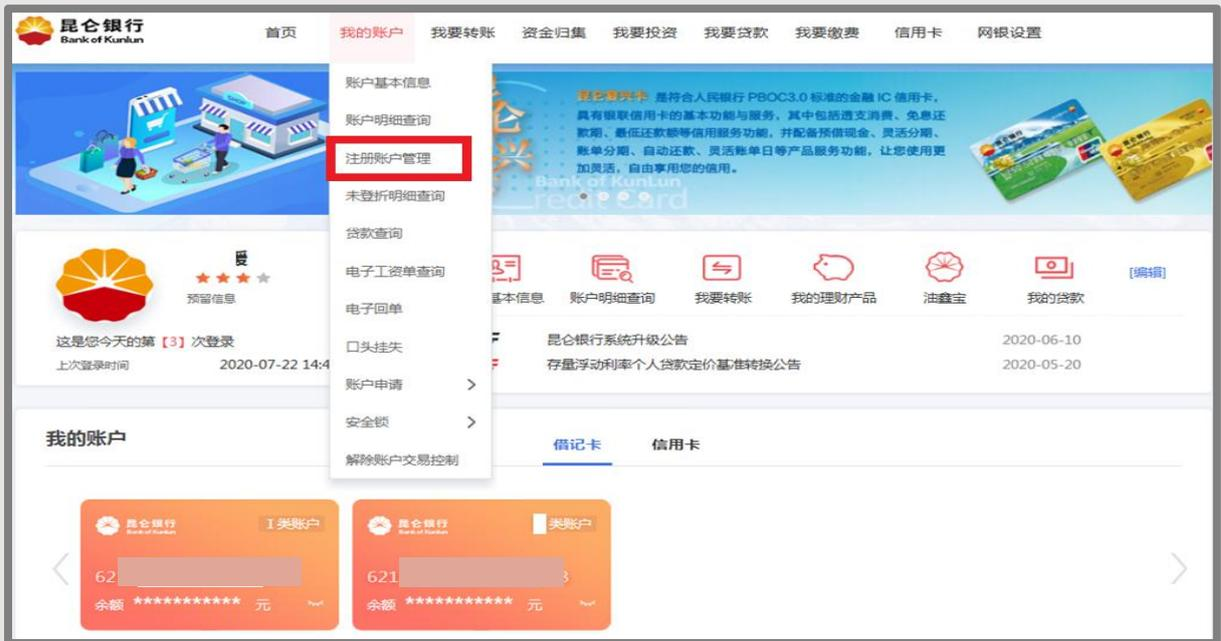 昆仑银行
Bank of Kunlun
首页 我的账户 我要转账 资金归集 我要投资 我要贷款 我要缴费 信用卡 网银设置
账户基本信息
账户明细查询
注册账户管理
未登折明细查询
贷款查询
电子工资单查询
电子回单
口头挂失
账户申请
安全锁
解除账户交易控制
是符合人民银行 PBOC3.0 标准的金融 IC 信用卡，
具有银联信用卡的基本功能与服务，其中包括透支消费、免息还
款期、最低还款额等信用服务功能，并配备预借现金、灵活分期、
账单分期、自动还款、灵活账单日等产品服务功能，让您使用更
加灵活，自由享用您的信用。
Bank of KunLun
redit Card
预留信息
这是您今天的第【3】次登录
上次登录时间 2020-07-22 14:4
基本信息 账户明细查询 我要转账 我的理财产品 油鑫宝 我的贷款 [编辑]
昆仑银行系统升级公告 2020-06-10
存量浮动利率个人贷款定价基准转换公告 2020-05-20
我的账户
借记卡 信用卡
昆仑银行 I类账户
Bank of Kunlun
62
余额 *********** 元
昆仑银行 类账户
Bank of Kunlun
621
余额 *********** 元